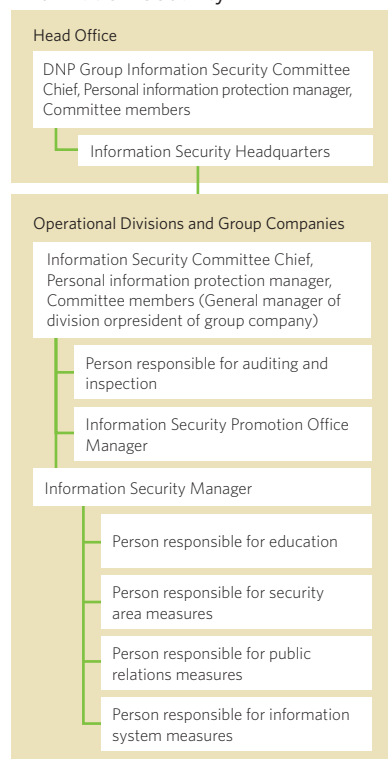 Head Office
DNP Group Information Security Committee
Chief, Personal information protection manager,
Committee members
Information Security Headquarters
Operational Divisions and Group Companies
Information Security Committee Chief,
Personal information protection manager,
Committee members (General manager of
division orpresident of group company)
Person responsible for auditing and
inspection
Information Security Promotion Office
Manager
Information Security Manager
Person responsible for education
Person responsible for security
area measures
Person responsible for public
relations measures
Person responsible for information
system measures